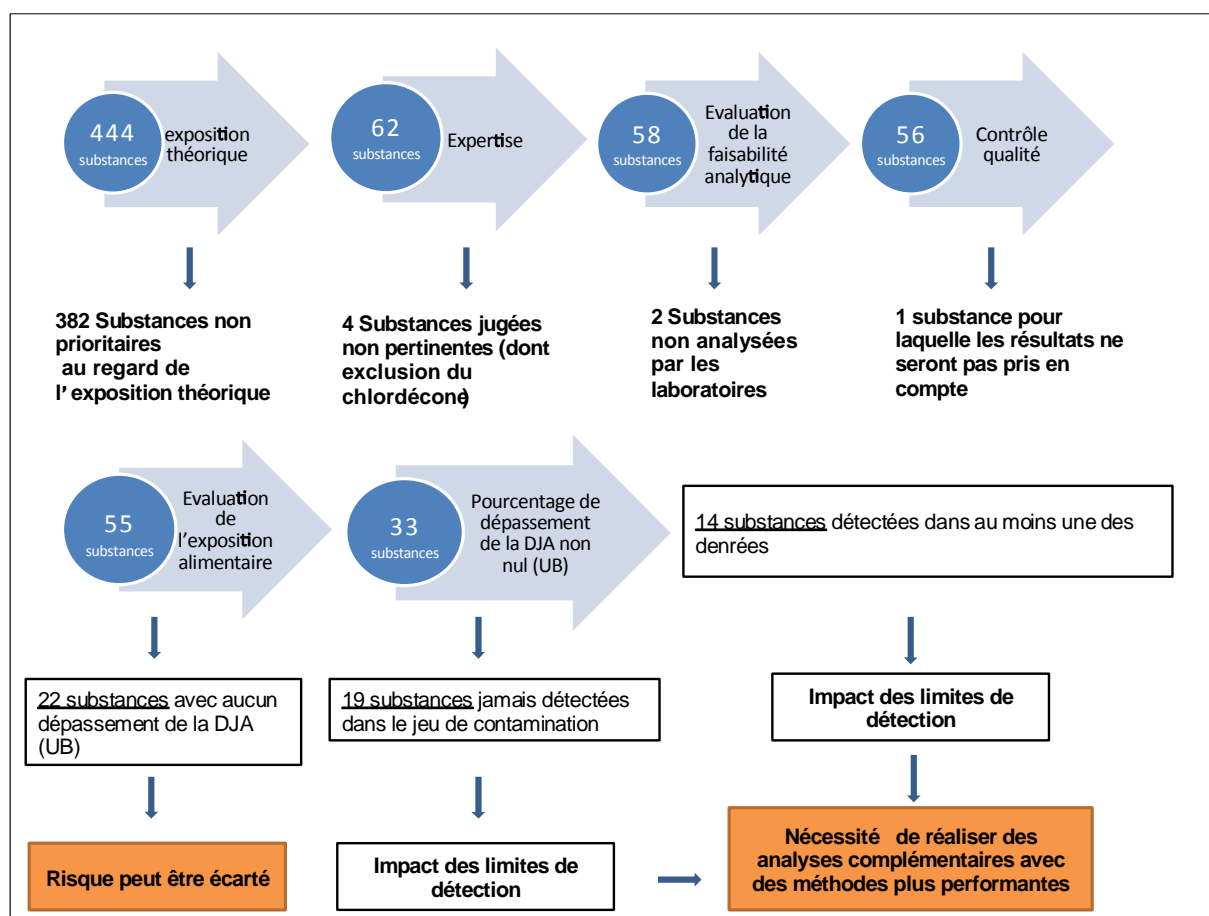 444
substances
exposition
théorique
62
substances
Expertise
58
substances
Evaluation
de la
faisabilité
analytique
56
substances
Contrôle
qualité
382 Substances non
prioritaires
au regard de
l'exposition théorique
4 Substances jugées
non pertinentes (dont
exclusion du
chlordécone)
2 Substances
non analysées
par les
laboratoires
1 substance pour
laquelle les résultats ne
seront pas pris en
compte
55
substances
Evaluation
de
l'exposition
alimentaire
33
substances
Pourcentage de
dépassement
de la DJA non
nul (UB)
14 substances détectées dans au moins une des
denrées
22 substances avec aucun
dépassement de la DJA
(UB)
19 substances jamais détectées
dans le jeu de contamination
Impact des limites de
détection
Risque peut être écarté
Impact des limites de
détection
Nécessité de réaliser des
analyses complémentaires avec
des méthodes plus performantes